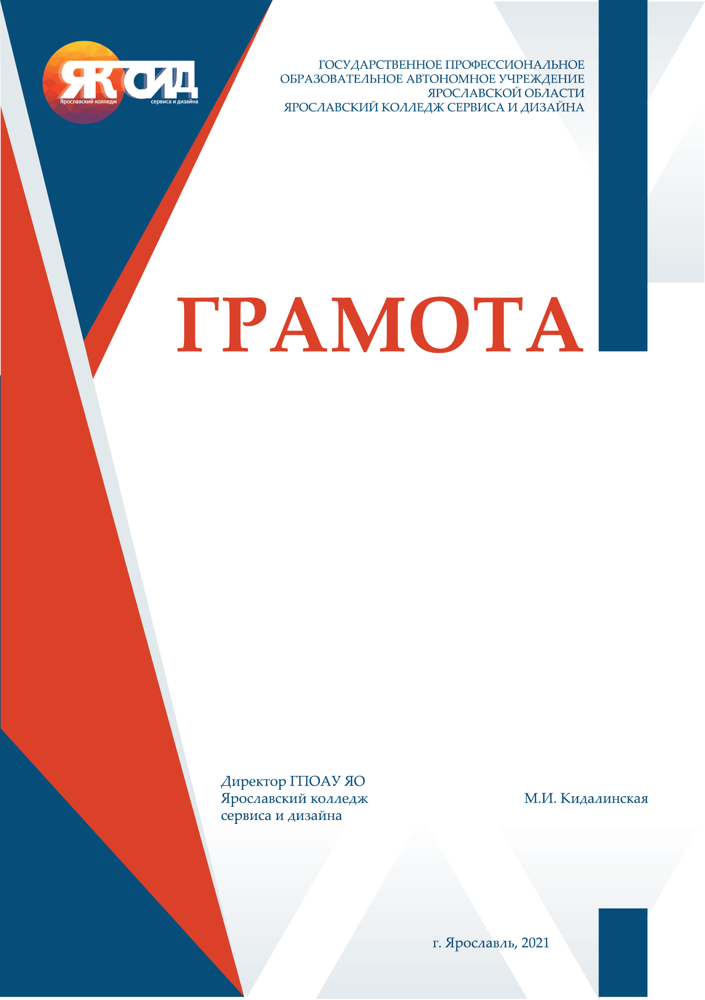 ЯКСИД
Ярославский колледж сервиса и дизайна
ГОСУДАРСТВЕННОЕ ПРОФЕССИОНАЛЬНОЕ
ОБРАЗОВАТЕЛЬНОЕ АВТОНОМНОЕ УЧРЕЖДЕНИЕ
ЯРОСЛАВСКОЙ ОБЛАСТИ
ЯРОСЛАВСКИЙ КОЛЛЕДЖ СЕРВИСА И ДИЗАЙНА
ГРАМОТА
Директор ГПОАУ ЯО
Ярославский колледж
сервиса и дизайна
М.И. Кидалинская
г. Ярославль, 2021